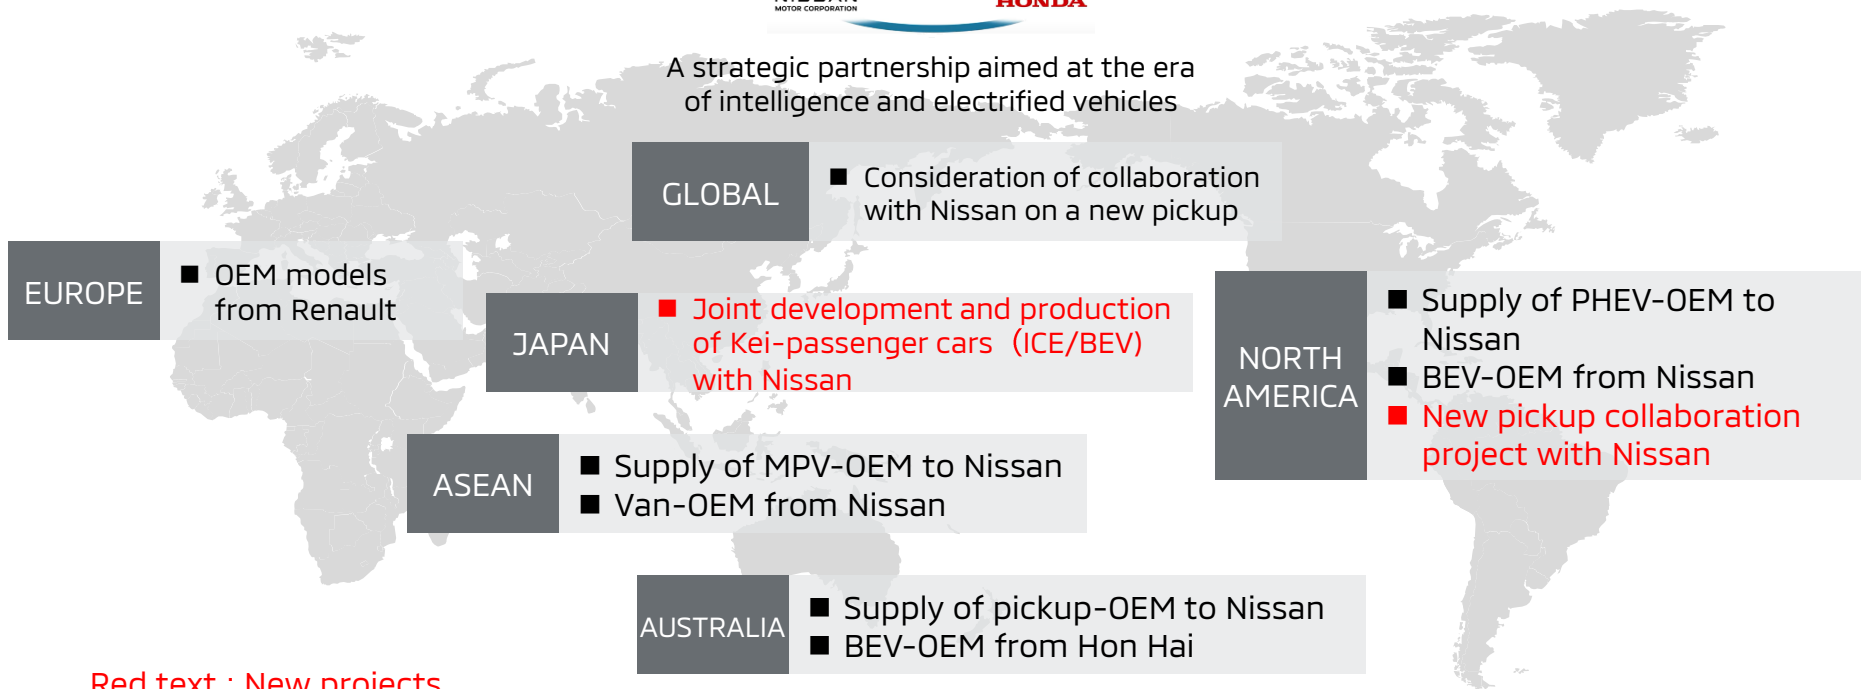 NISSAN
MOTOR CORPORATION
HONDA
A strategic partnership aimed at the era
of intelligence and electrified vehicles
GLOBAL
■ Consideration of collaboration
with Nissan on a new pickup
EUROPE
■ OEM models
from Renault
JAPAN
■ Joint development and production
of Kei-passenger cars（ICE/BEV)
with Nissan
NORTH
AMERICA
■ Supply of PHEV-OEM to
Nissan
■ BEV-OEM from Nissan
■ New pickup collaboration
project with Nissan
ASEAN
■ Supply of MPV-OEM to Nissan
■ Van-OEM from Nissan
AUSTRALIA
■ Supply of pickup-OEM to Nissan
■ BEV-OEM from Hon Hai
Red text : New projects